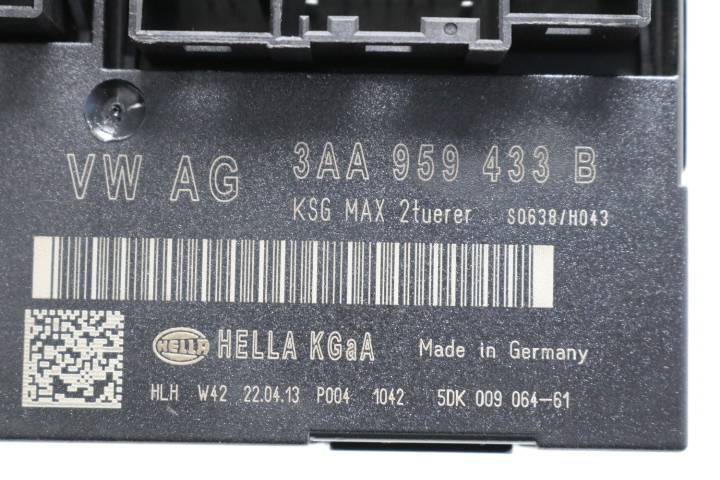 VW AG 3AA 959 433 B
KSG MAX 2tuerer S0638/H043
HELLA HELLA KGaA Made in Germany
HLH W42 22.04.13 P004 1042 5DK 009 064-61